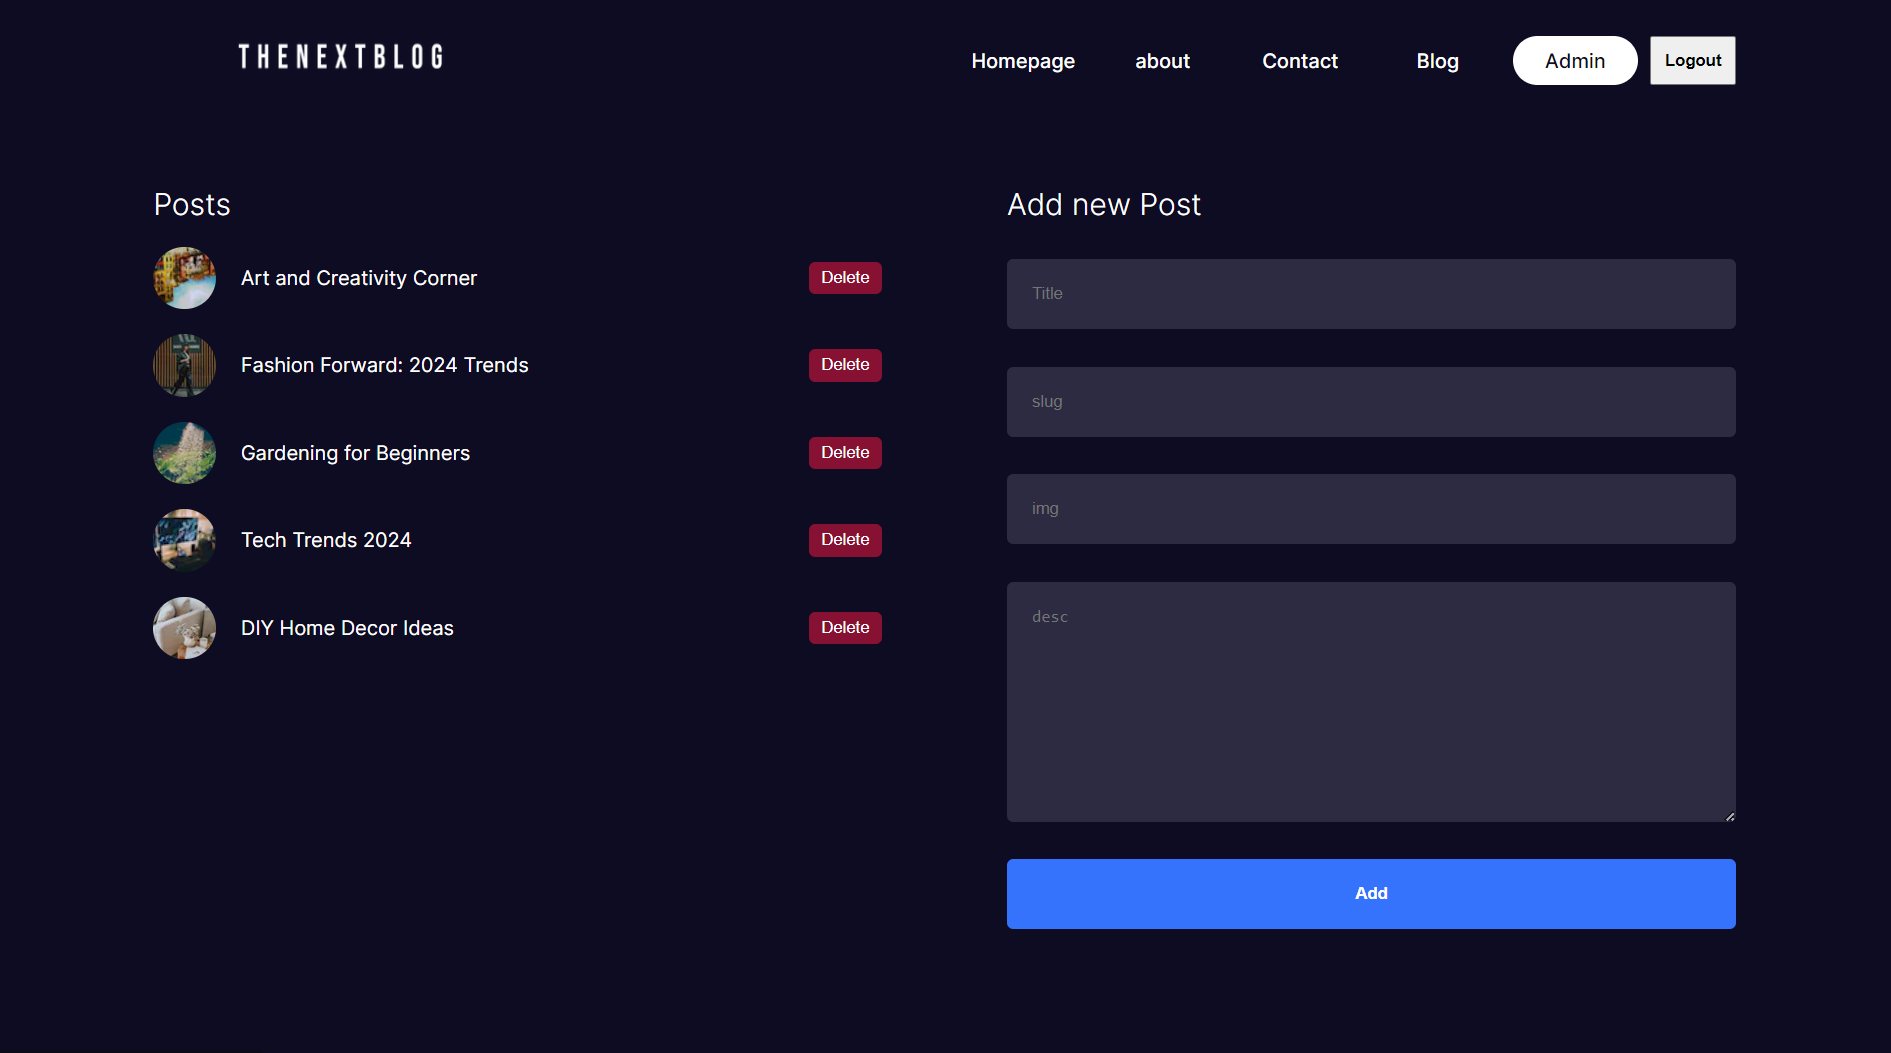 THENEXTBLOG
Homepage
about
Contact
Blog
Admin
Logout
Posts
Art and Creativity Corner
Delete
Fashion Forward: 2024 Trends
Delete
Gardening for Beginners
Delete
Tech Trends 2024
Delete
DIY Home Decor Ideas
Delete
Add new Post
Title
slug
img
desc
Add